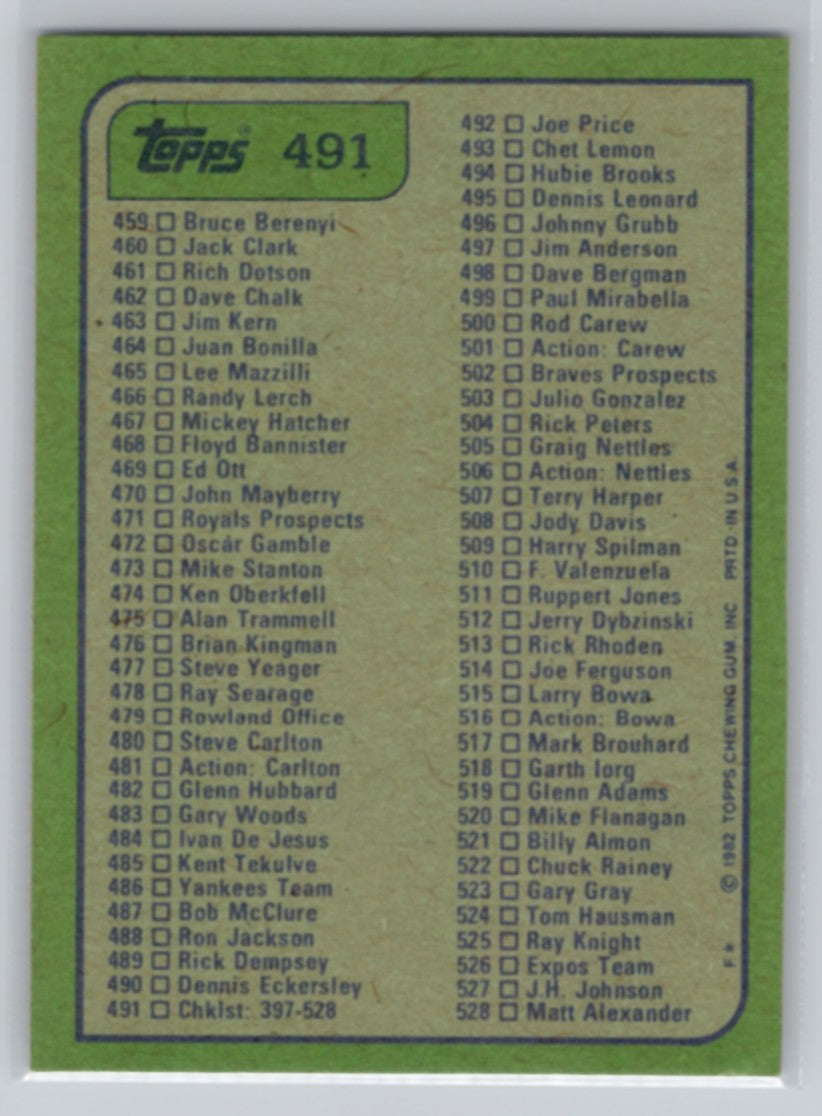 Topps® 491
459 □ Bruce Berenyi
460 □ Jack Clark
461 □ Rich Dotson
462 □ Dave Chalk
463 □ Jim Kern
464 □ Juan Bonilla
465 □ Lee Mazzilli
466 □ Randy Lerch
467 □ Mickey Hatcher
468 □ Floyd Bannister
469 □ Ed Ott
470 □ John Mayberry
471 □ Royals Prospects
472 □ Oscar Gamble
473 □ Mike Stanton
474 □ Ken Oberkfell
475 □ Alan Trammell
476 □ Brian Kingman
477 □ Steve Yeager
478 □ Ray Searage
479 □ Rowland Office
480 □ Steve Carlton
481 □ Action: Carlton
482 □ Glenn Hubbard
483 □ Gary Woods
484 □ Ivan De Jesus
485 □ Kent Tekulve
486 □ Yankees Team
487 □ Bob McClure
488 □ Ron Jackson
489 □ Rick Dempsey
490 □ Dennis Eckersley
491 □ Chklst: 397-528
492 □ Joe Price
493 □ Chet Lemon
494 □ Hubie Brooks
495 □ Dennis Leonard
496 □ Johnny Grubb
497 □ Jim Anderson
498 □ Dave Bergman
499 □ Paul Mirabella
500 □ Rod Carew
501 □ Action: Carew
502 □ Braves Prospects
503 □ Julio Gonzalez
504 □ Rick Peters
505 □ Graig Nettles
506 □ Action: Nettles
507 □ Terry Harper
508 □ Jody Davis
509 □ Harry Spilman
510 □ F. Valenzuela
511 □ Ruppert Jones
512 □ Jerry Dybzinski
513 □ Rick Rhoden
514 □ Joe Ferguson
515 □ Larry Bowa
516 □ Action: Bowa
517 □ Mark Brouhard
518 □ Garth Iorg
519 □ Glenn Adams
520 □ Mike Flanagan
521 □ Billy Almon
522 □ Chuck Rainey
523 □ Gary Gray
524 □ Tom Hausman
525 □ Ray Knight
526 □ Expos Team
527 □ J.H. Johnson
528 □ Matt Alexander
F* © 1982 TOPPS CHEWING GUM, INC. PRTD. IN U.S.A.